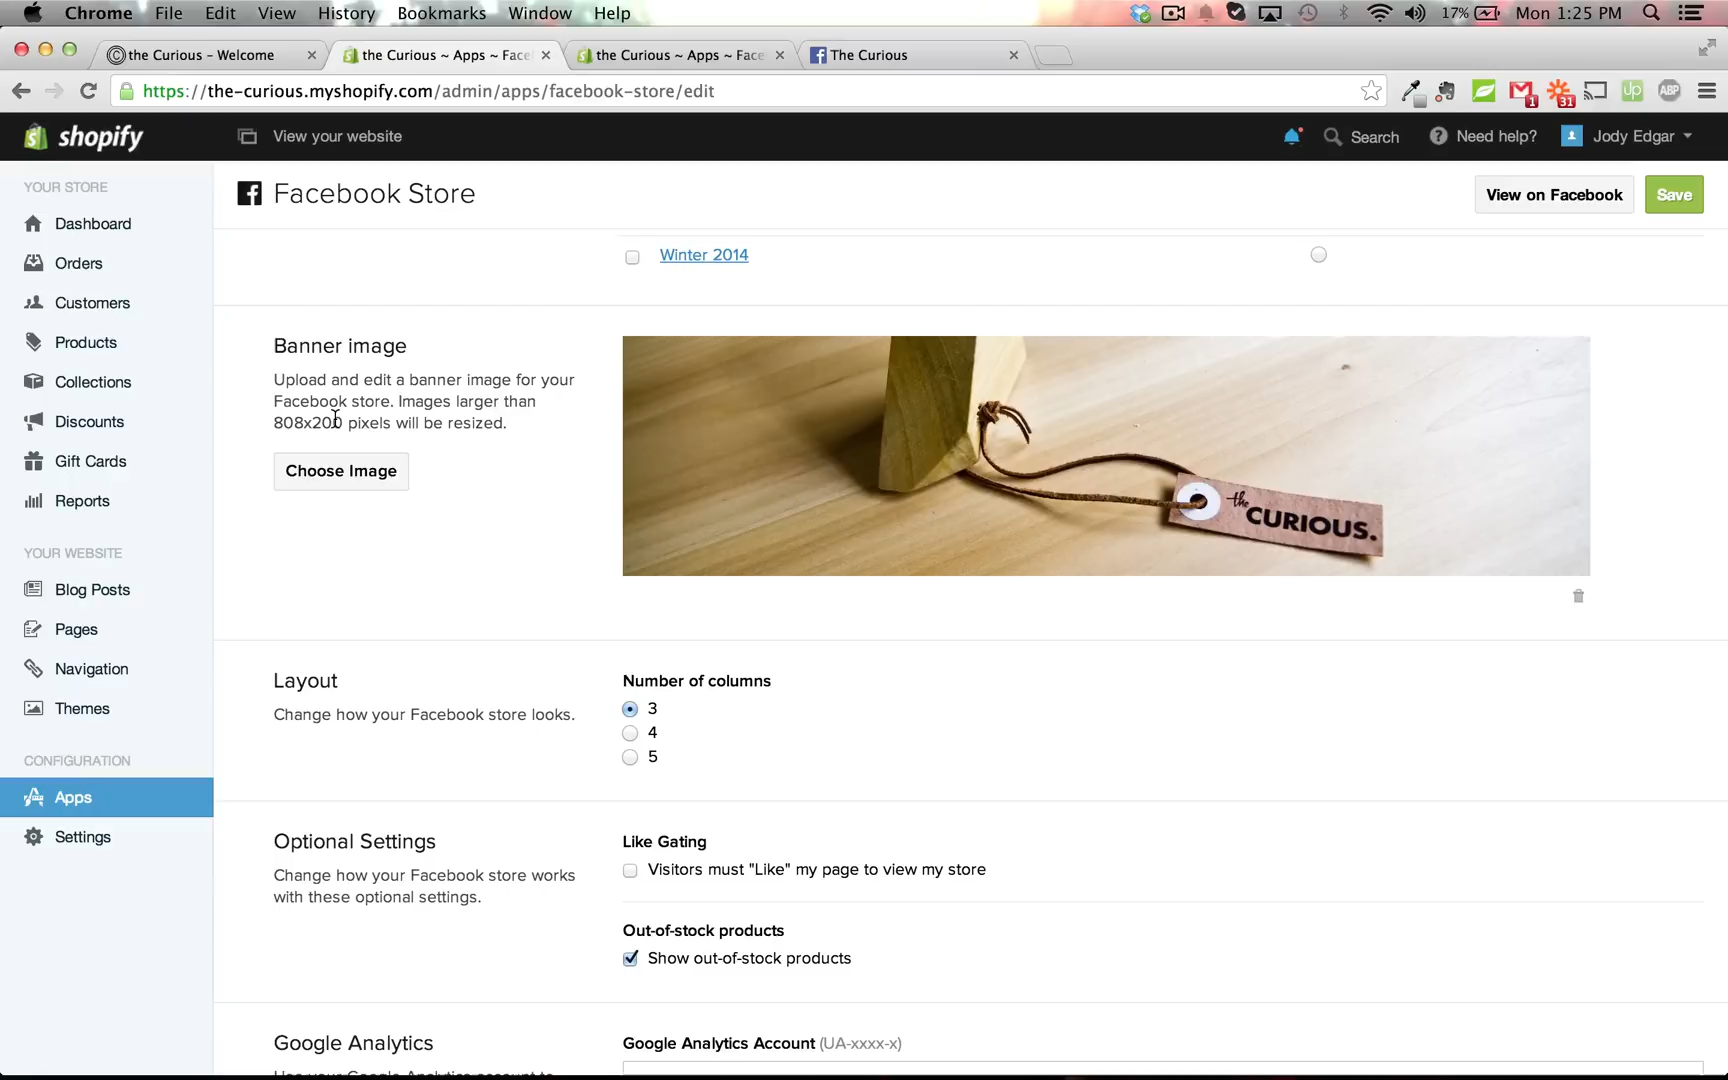 Chrome File Edit View History Bookmarks Window Help 17% Mon 1:25 PM
the Curious - Welcome the Curious ~ Apps ~ Face the Curious ~ Apps ~ Face The Curious
https://the-curious.myshopify.com/admin/apps/facebook-store/edit 1 31 Up ABP
shopify View your website Search Need help? Jody Edgar
YOUR STORE
Dashboard
Orders
Customers
Products
Collections
Discounts
Gift Cards
Reports
YOUR WEBSITE
Blog Posts
Pages
Navigation
Themes
CONFIGURATION
Apps
Settings
Facebook Store View on Facebook Save
Winter 2014
Banner image
Upload and edit a banner image for your
Facebook store. Images larger than
808x200 pixels will be resized.
Choose Image
the
CURIOUS.
Layout
Change how your Facebook store looks.
Number of columns
3
4
5
Optional Settings
Change how your Facebook store works
with these optional settings.
Like Gating
Visitors must "Like" my page to view my store
Out-of-stock products
Show out-of-stock products
Google Analytics
Google Analytics Account (UA-xxxx-x)